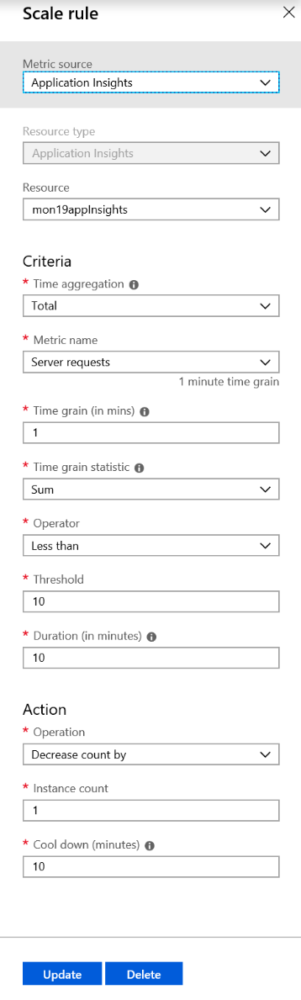 Scale rule
Metric source
Application Insights
Resource type
Application Insights
Resource
mon19appInsights
Criteria
* Time aggregation
Total
* Metric name
Server requests
1 minute time grain
* Time grain (in mins)
1
* Time grain statistic
Sum
* Operator
Less than
* Threshold
10
* Duration (in minutes)
10
Action
* Operation
Decrease count by
* Instance count
1
* Cool down (minutes)
10
Update Delete